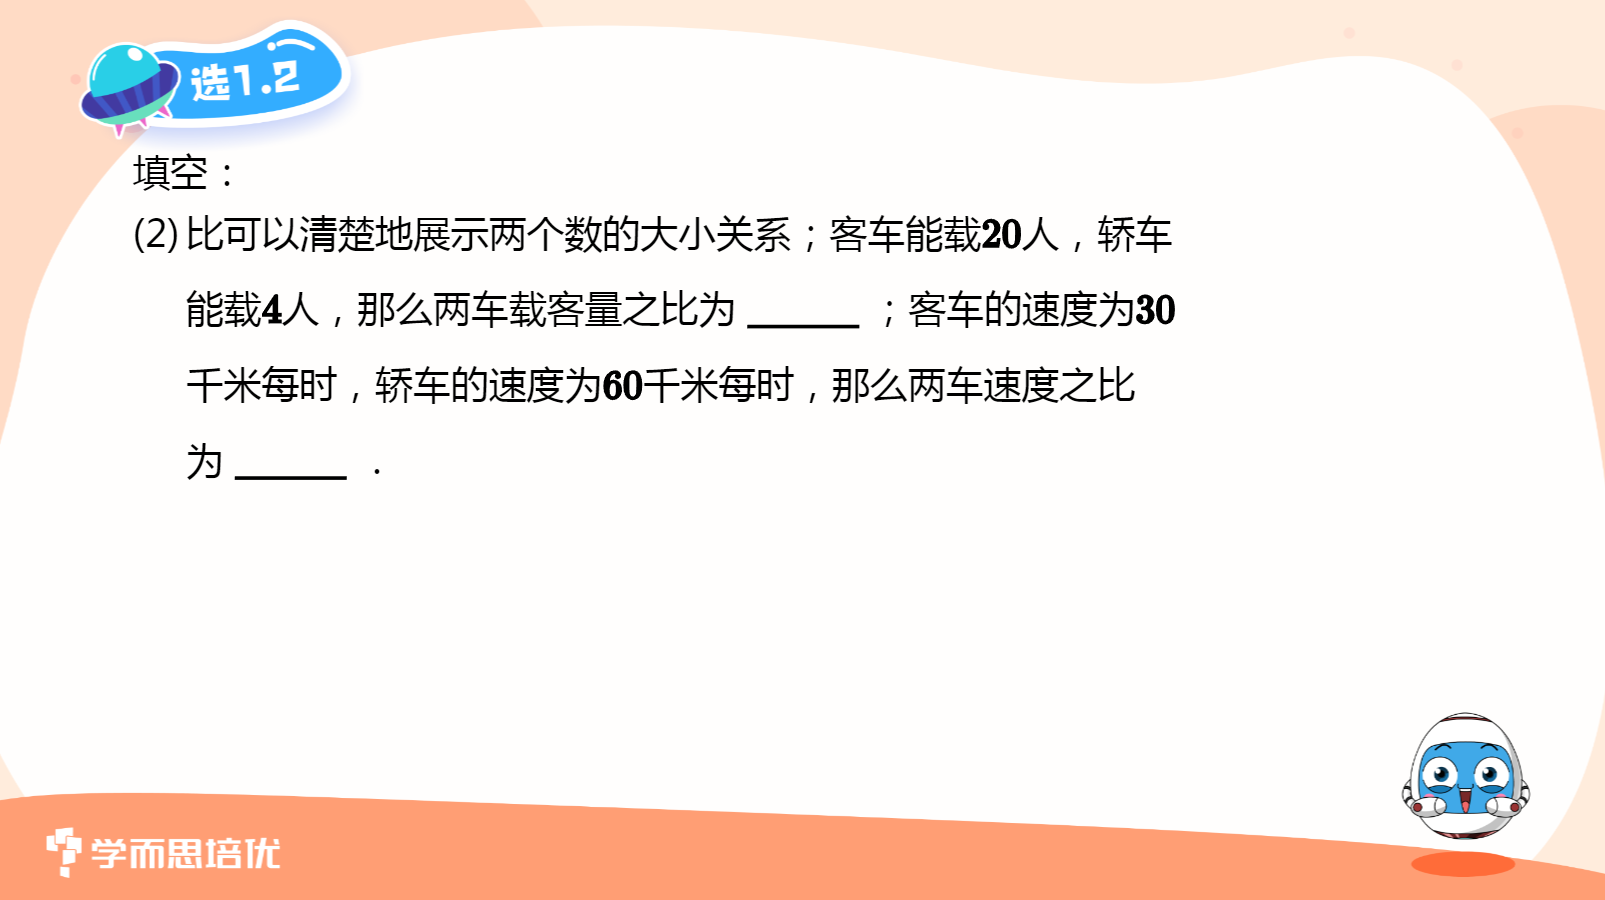 选1.2
填空：
(2) 比可以清楚地展示两个数的大小关系；客车能载20人，轿车
能载4人，那么两车载客量之比为 ______ ；客车的速度为30
千米每时，轿车的速度为60千米每时，那么两车速度之比
为 ______ ．
学而思培优